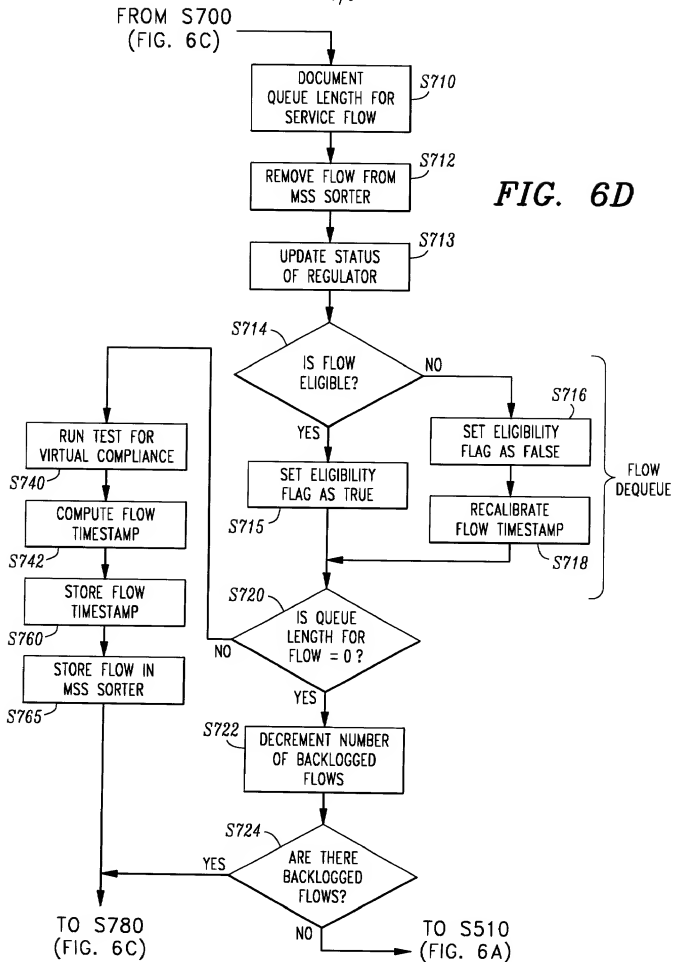 FROM S700
(FIG. 6C)
DOCUMENT
QUEUE LENGTH FOR
SERVICE FLOW
S710
REMOVE FLOW FROM
MSS SORTER
S712
FIG. 6D
UPDATE STATUS
OF REGULATOR
S713
S714
IS FLOW
ELIGIBLE?
NO
YES
S716
SET ELIGIBILITY
FLAG AS FALSE
RECALIBRATE
FLOW TIMESTAMP
S718
FLOW
DEQUEUE
SET ELIGIBILITY
FLAG AS TRUE
S715
RUN TEST FOR
VIRTUAL COMPLIANCE
S740
COMPUTE FLOW
TIMESTAMP
S742
STORE FLOW
TIMESTAMP
S760
STORE FLOW IN
MSS SORTER
S765
S720
IS QUEUE
LENGTH FOR
FLOW = 0?
NO
YES
S722
DECREMENT NUMBER
OF BACKLOGGED
FLOWS
S724
ARE THERE
BACKLOGGED
FLOWS?
YES
NO
TO S780
(FIG. 6C)
TO S510
(FIG. 6A)